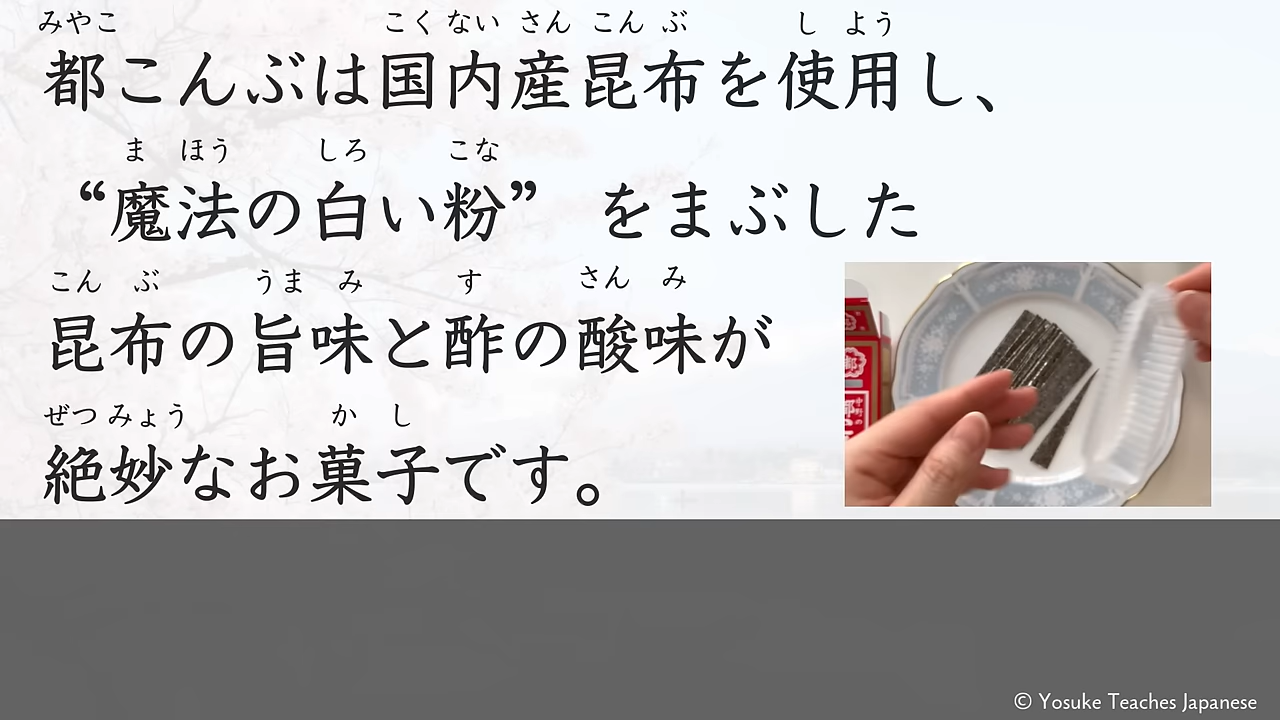 みやこ こくないさんこんぶ しよう
都こんぶは国内産昆布を使用し、
まほう しろ こな
“魔法の白い粉” をまぶした
こんぶ うまみ す さんみ
昆布の旨味と酢の酸味が
ぜつみょう かし
絶妙なお菓子です。
都
中野の
© Yosuke Teaches Japanese